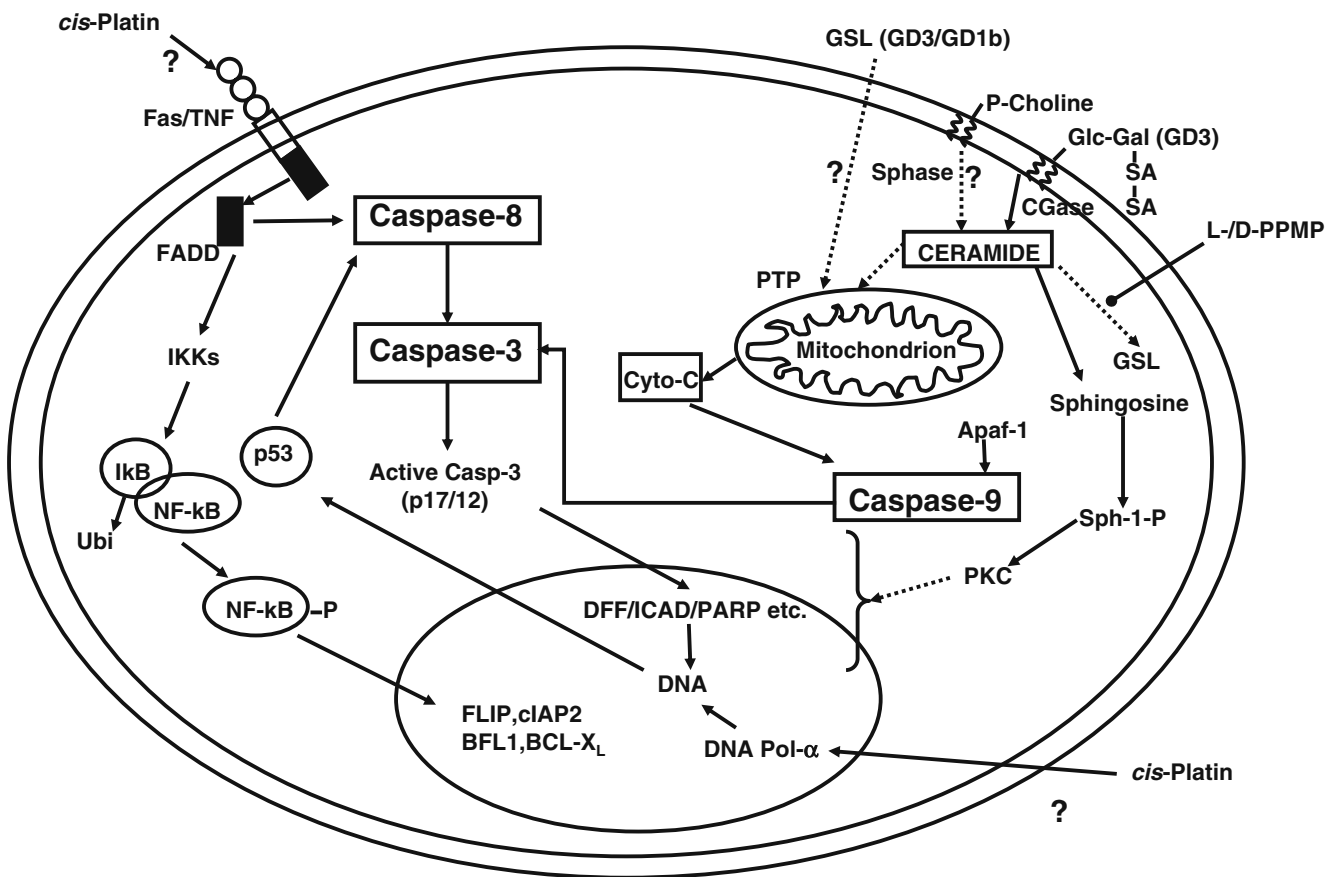 cis-Platin
?
Fas/TNF
FADD
IKKs
IkB
NF-kB
Ubi
NF-kB
–P
p53
Caspase-8
Caspase-3
Active Casp-3
(p17/12)
GSL (GD3/GD1b)
?
P-Choline
Glc-Gal (GD3)
SA
SA
Sphase
?
CGase
CERAMIDE
L-/D-PPMP
PTP
Mitochondrion
GSL
Cyto-C
Sphingosine
Apaf-1
Caspase-9
Sph-1-P
PKC
DFF/ICAD/PARP etc.
DNA
FLIP,cIAP2
BFL1,BCL-XL
DNA Pol-α
cis-Platin
?